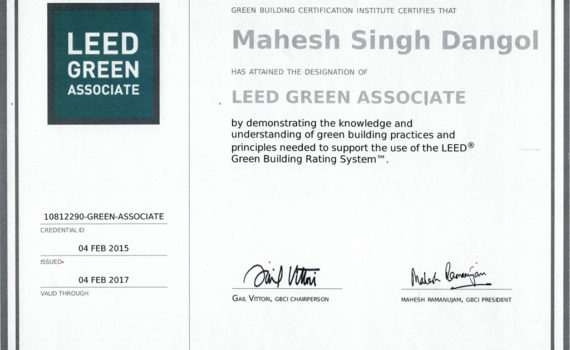 LEED
GREEN
ASSOCIATE
GREEN BUILDING CERTIFICATION INSTITUTE CERTIFIES THAT
Mahesh Singh Dangol
HAS ATTAINED THE DESIGNATION OF
LEED GREEN ASSOCIATE
by demonstrating the knowledge and
understanding of green building practices and
principles needed to support the use of the LEED®
Green Building Rating System™.
10812290-GREEN-ASSOCIATE
CREDENTIAL ID
04 FEB 2015
ISSUED
04 FEB 2017
VALID THROUGH
Gail Vittori
GAIL VITTORI, GBCI CHAIRPERSON
Mahesh Ramanujam
MAHESH RAMANUJAM, GBCI PRESIDENT